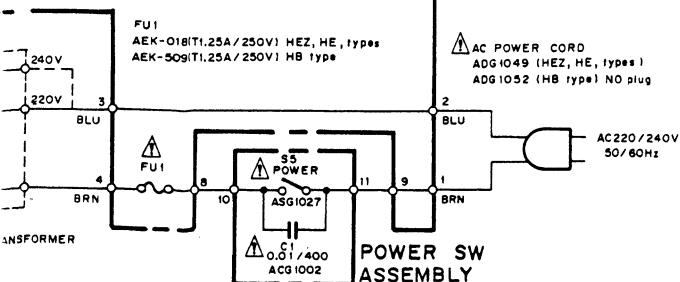 FU1
AEK-018(T1.25A/250V) HEZ, HE, types
AEK-509(T1.25A/250V) HB type
AC POWER CORD
ADG1049 (HEZ, HE, types)
ADG1052 (HB type) NO plug
240V
220V
3
BLU
2
BLU
AC220/240V
50/60Hz
FU1
S5
POWER
4
BRN
8
10
ASG1027
11
9
1
BRN
C1
0.01/400
ACG1002
ANSFORMER
POWER SW
ASSEMBLY